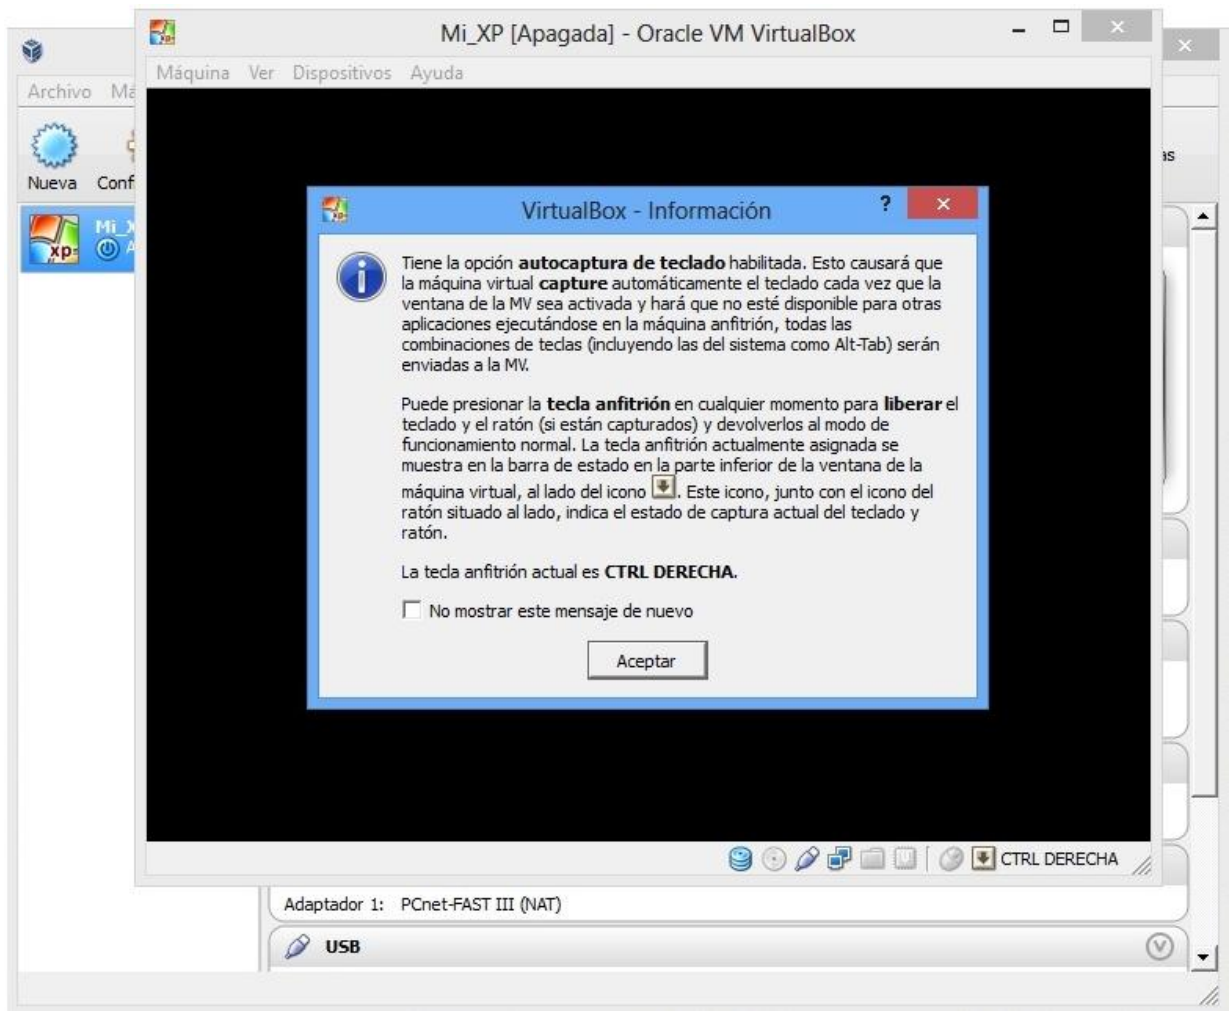 Mi_XP [Apagada] - Oracle VM VirtualBox
Máquina Ver Dispositivos Ayuda
Archivo
Nueva
xp
VirtualBox - Información
?
Tiene la opción autocaptura de teclado habilitada. Esto causará que
la máquina virtual capture automáticamente el teclado cada vez que la
ventana de la MV sea activada y hará que no esté disponible para otras
aplicaciones ejecutándose en la máquina anfitrión, todas las
combinaciones de teclas (incluyendo las del sistema como Alt-Tab) serán
enviadas a la MV.
Puede presionar la tecla anfitrión en cualquier momento para liberar el
teclado y el ratón (si están capturados) y devolverlos al modo de
funcionamiento normal. La tecla anfitrión actualmente asignada se
muestra en la barra de estado en la parte inferior de la ventana de la
máquina virtual, al lado del icono . Este icono, junto con el icono del
ratón situado al lado, indica el estado de captura actual del teclado y
ratón.
La tecla anfitrión actual es CTRL DERECHA.
No mostrar este mensaje de nuevo
Aceptar
CTRL DERECHA
Adaptador 1: PCnet-FAST III (NAT)
USB